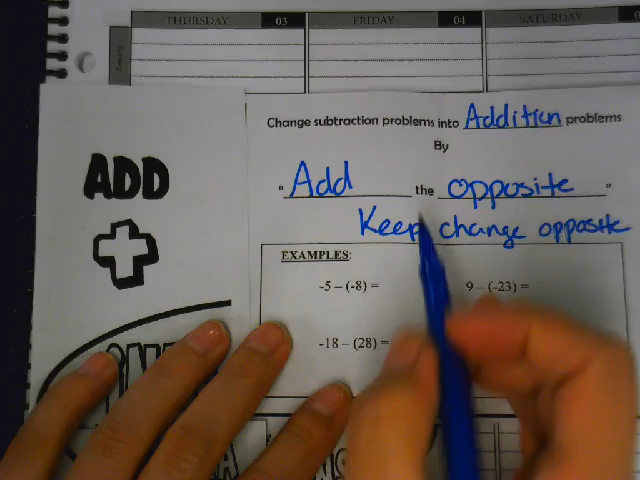 THURSDAY 03 FRIDAY 04 SATURDAY
Change subtraction problems into Addition problems
By
" Add the opposite "
Keep change opposite
ADD
EXAMPLES:
-5 – (-8) = 9 – (-23) =
-18 – (28) =